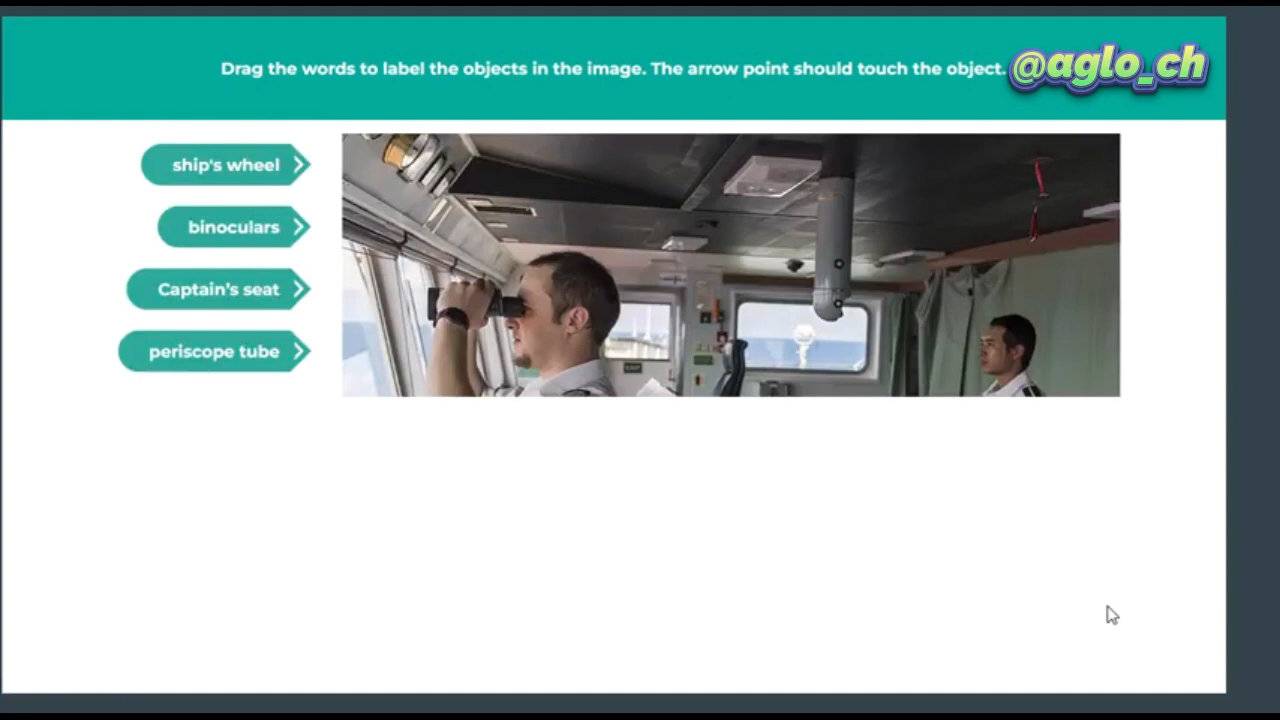 Drag the words to label the objects in the image. The arrow point should touch the object.
@aglo_ch
ship's wheel
binoculars
Captain's seat
periscope tube